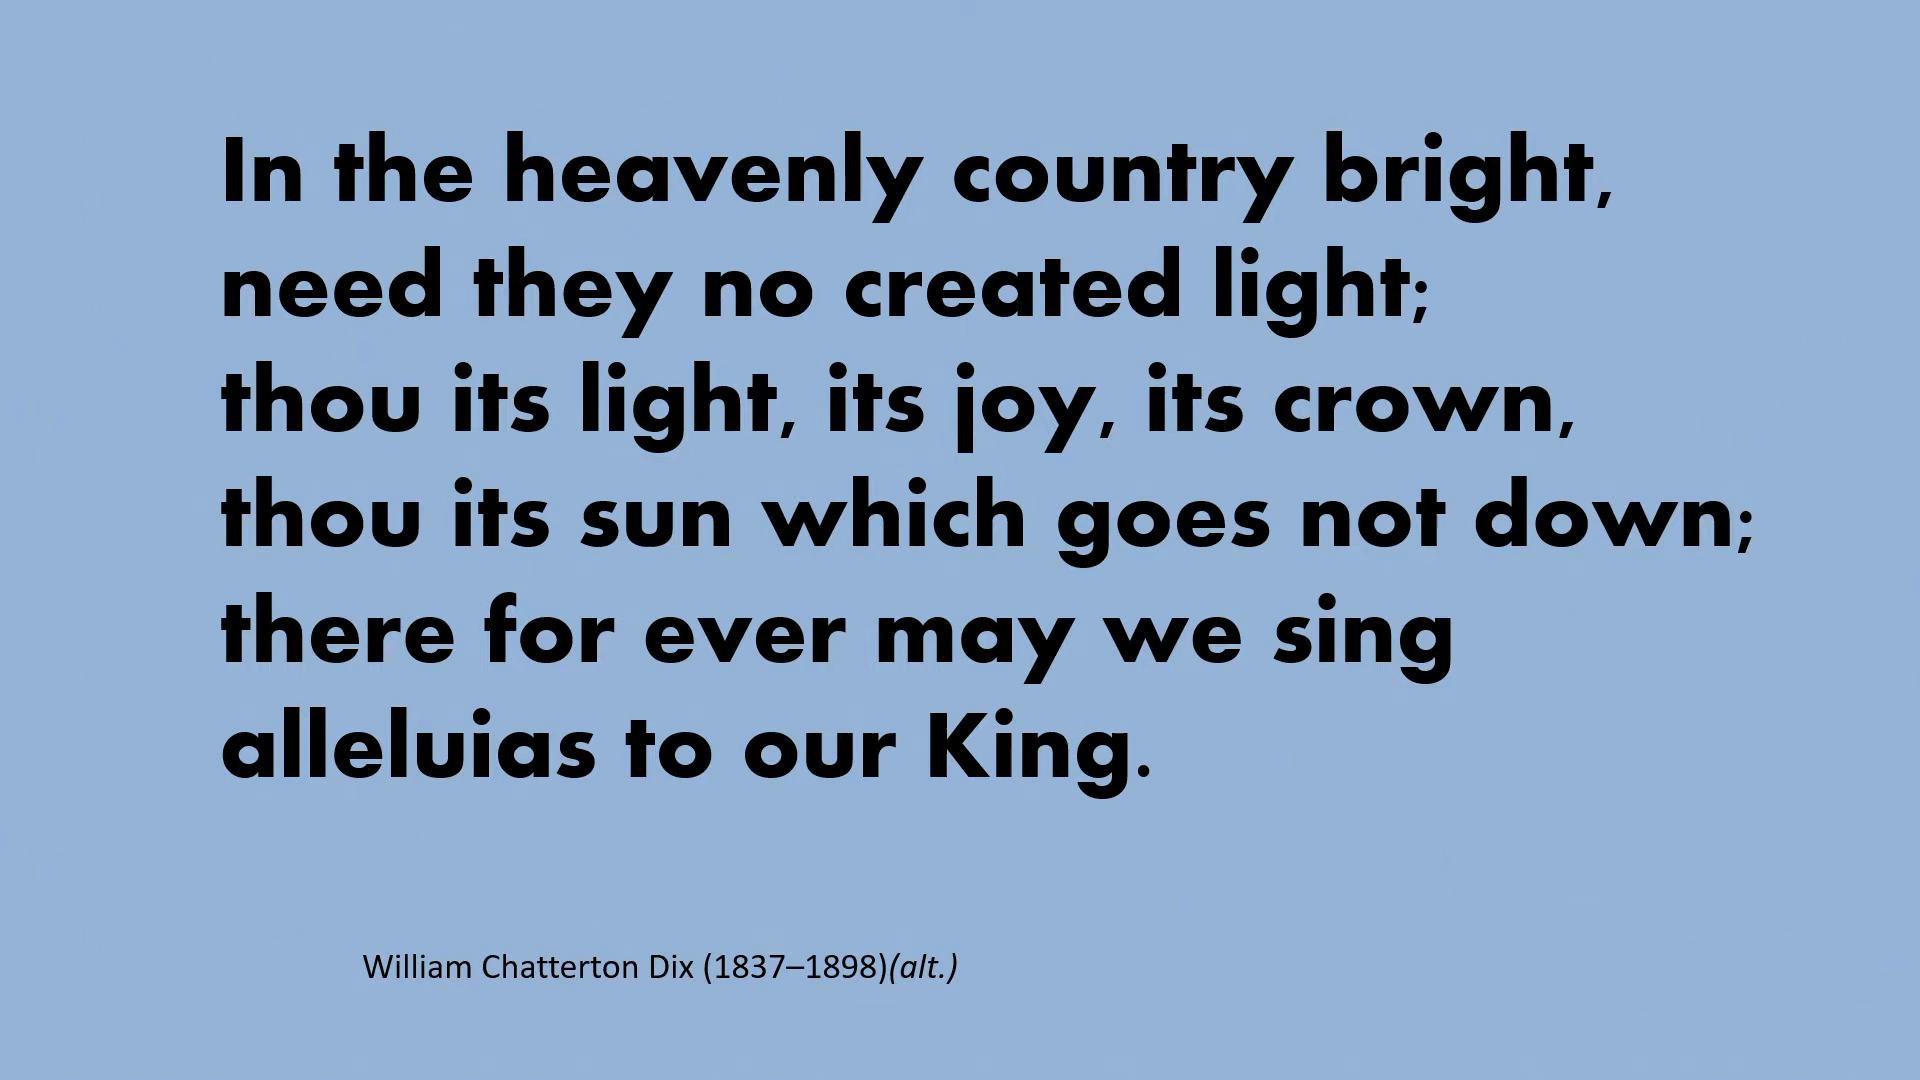 In the heavenly country bright,
need they no created light;
thou its light, its joy, its crown,
thou its sun which goes not down;
there for ever may we sing
alleluias to our King.
William Chatterton Dix (1837–1898)(alt.)